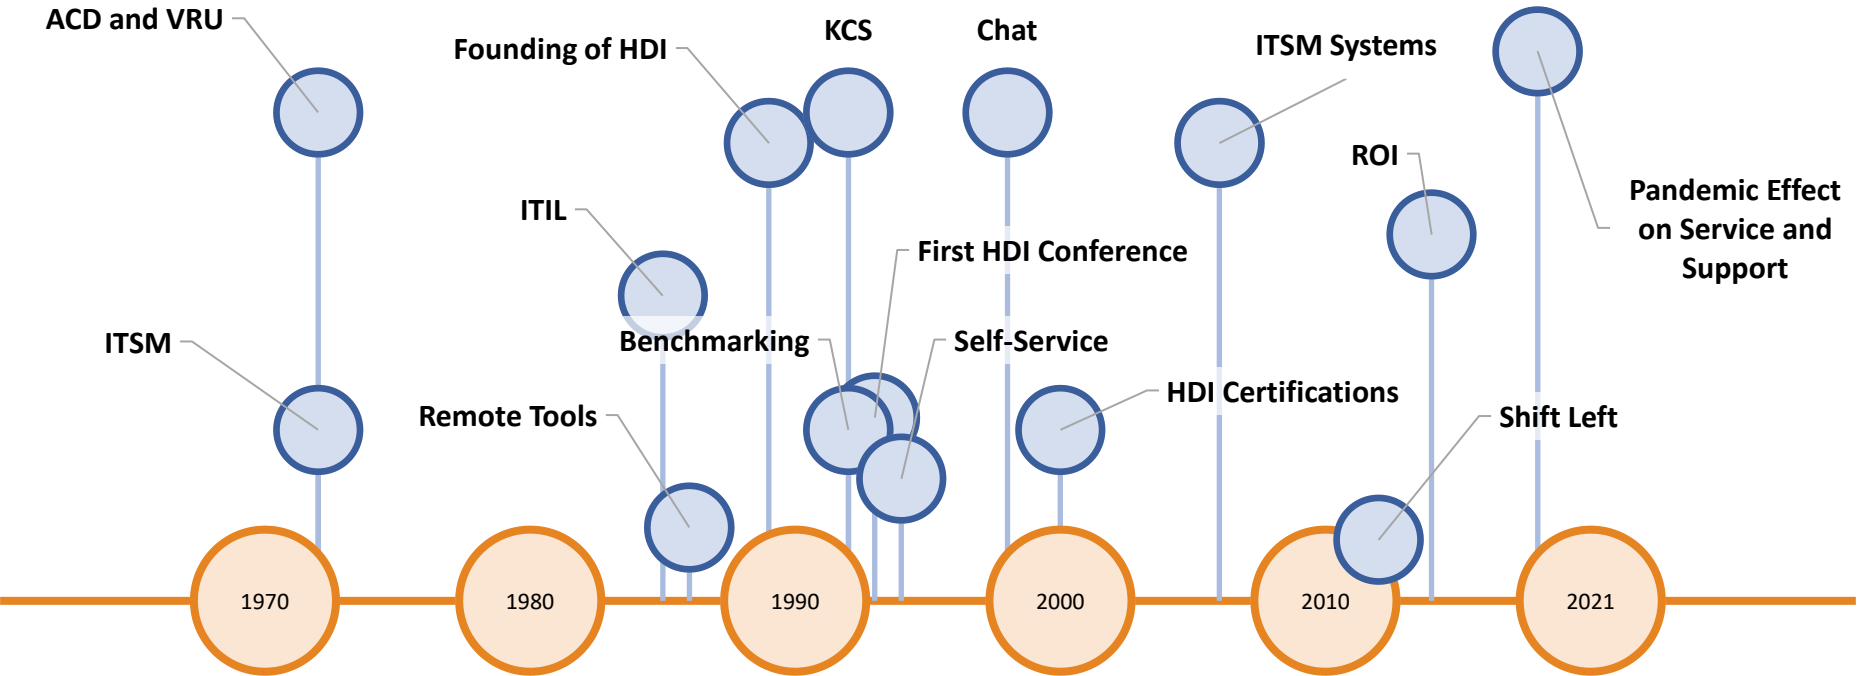 ACD and VRU
Founding of HDI
KCS
Chat
ITSM Systems
ROI
Pandemic Effect
on Service and
Support
ITIL
First HDI Conference
ITSM
Benchmarking
Self-Service
Remote Tools
HDI Certifications
Shift Left
1970
1980
1990
2000
2010
2021